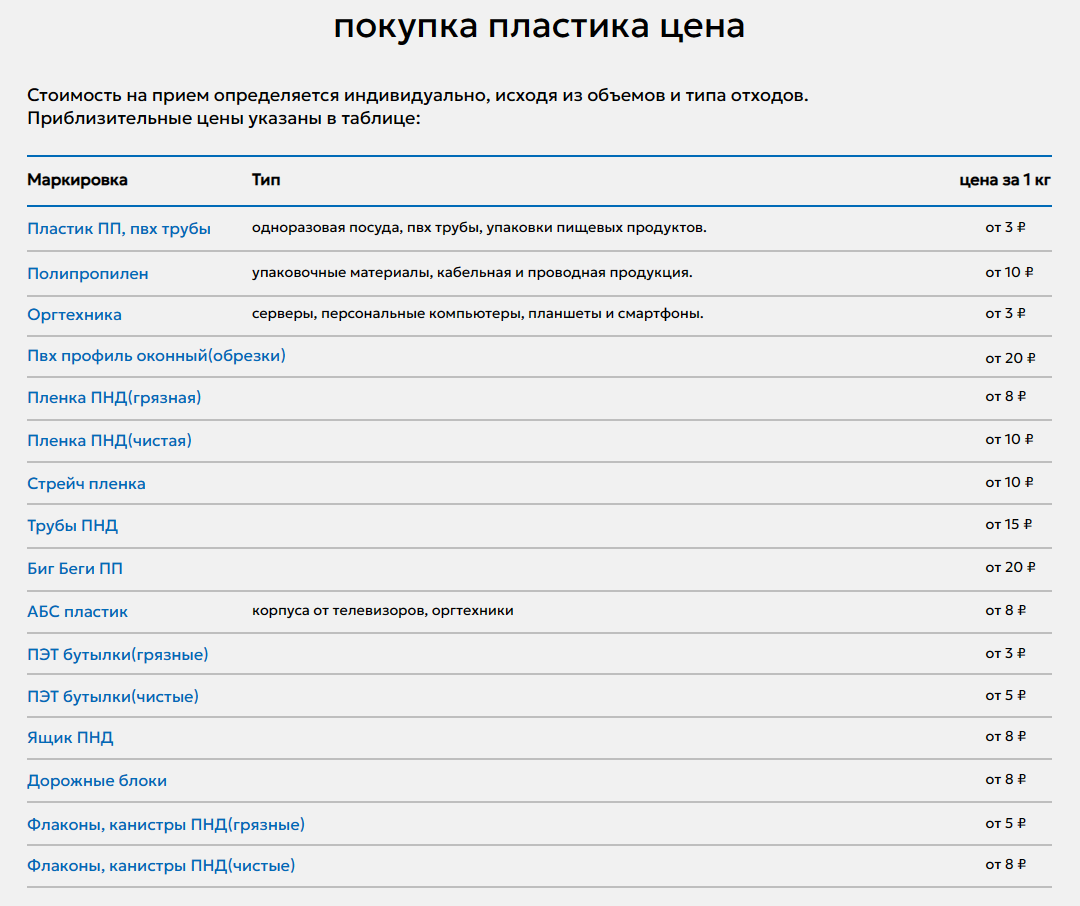 покупка пластика цена
Стоимость на прием определяется индивидуально, исходя из объемов и типа отходов.
Приблизительные цены указаны в таблице:
Маркировка Тип цена за 1 кг
Пластик ПП, пвх трубы одноразовая посуда, пвх трубы, упаковки пищевых продуктов. от 3 ₽
Полипропилен упаковочные материалы, кабельная и проводная продукция. от 10 ₽
Оргтехника серверы, персональные компьютеры, планшеты и смартфоны. от 3 ₽
Пвх профиль оконный(обрезки) от 20 ₽
Пленка ПНД(грязная) от 8 ₽
Пленка ПНД(чистая) от 10 ₽
Стрейч пленка от 10 ₽
Трубы ПНД от 15 ₽
Биг Беги ПП от 20 ₽
АБС пластик корпуса от телевизоров, оргтехники от 8 ₽
ПЭТ бутылки(грязные) от 3 ₽
ПЭТ бутылки(чистые) от 5 ₽
Ящик ПНД от 8 ₽
Дорожные блоки от 8 ₽
Флаконы, канистры ПНД(грязные) от 5 ₽
Флаконы, канистры ПНД(чистые) от 8 ₽